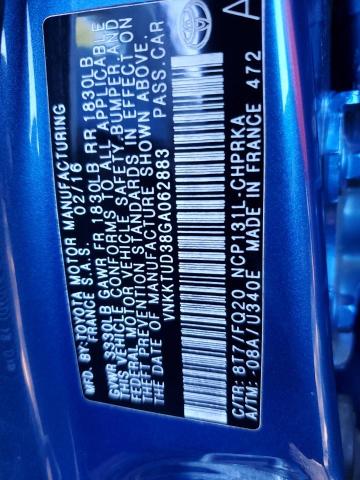 MFD. BY: TOYOTA MOTOR MANUFACTURING
FRANCE S.A.S. 02/16
GVWR 3330LB GAWR FR 1830LB RR 1830LB
THIS VEHICLE CONFORMS TO ALL APPLICABLE
FEDERAL MOTOR VEHICLE SAFETY, BUMPER, AND
THEFT PREVENTION STANDARDS IN EFFECT ON
THE DATE OF MANUFACTURE SHOWN ABOVE.
VNKKTUD38GA062883 PASS. CAR
C/TR: 8T7/FQ20 NCP131L-CHPRKA
A/TM: -08A/U340E MADE IN FRANCE 472
A
TOYOTA